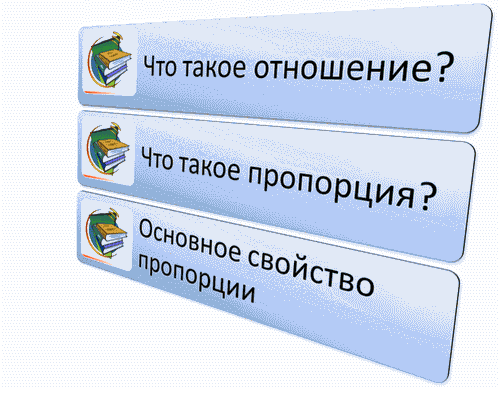 Что такое отношение?
Что такое пропорция?
Основное свойство
пропорции